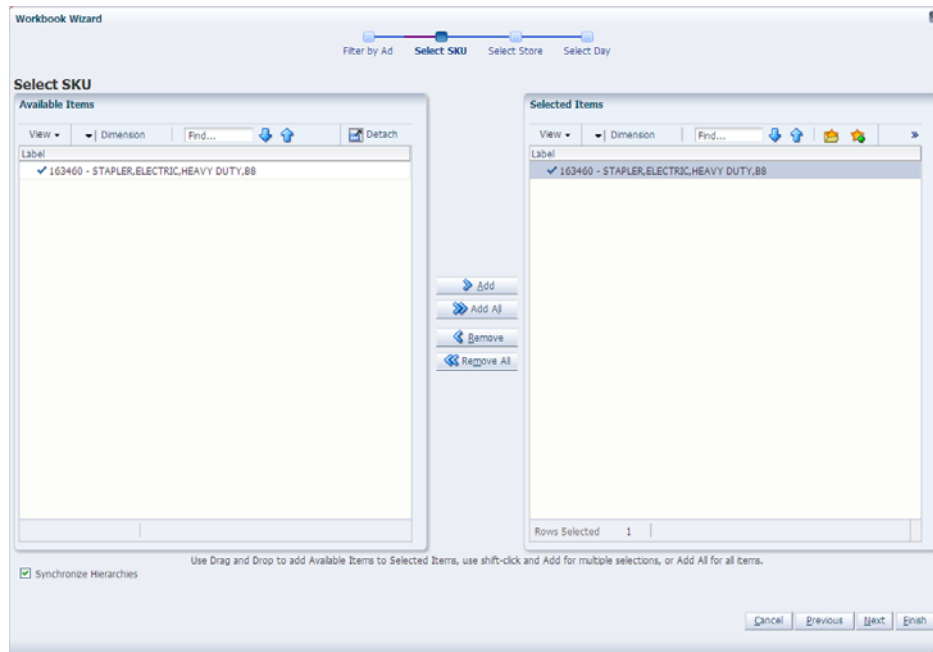 Workbook Wizard
Filter by Ad Select SKU Select Store Select Day
Select SKU
Available Items
View Dimension Find... Detach
Label
163460 - STAPLER,ELECTRIC,HEAVY DUTY,BB
Add
Add All
Remove
Remove All
Selected Items
View Dimension Find... »
Label
163460 - STAPLER,ELECTRIC,HEAVY DUTY,BB
Rows Selected 1
Use Drag and Drop to add Available Items to Selected Items, use shift-click and Add for multiple selections, or Add All for all items.
Synchronize Hierarchies
Cancel Previous Next Finish